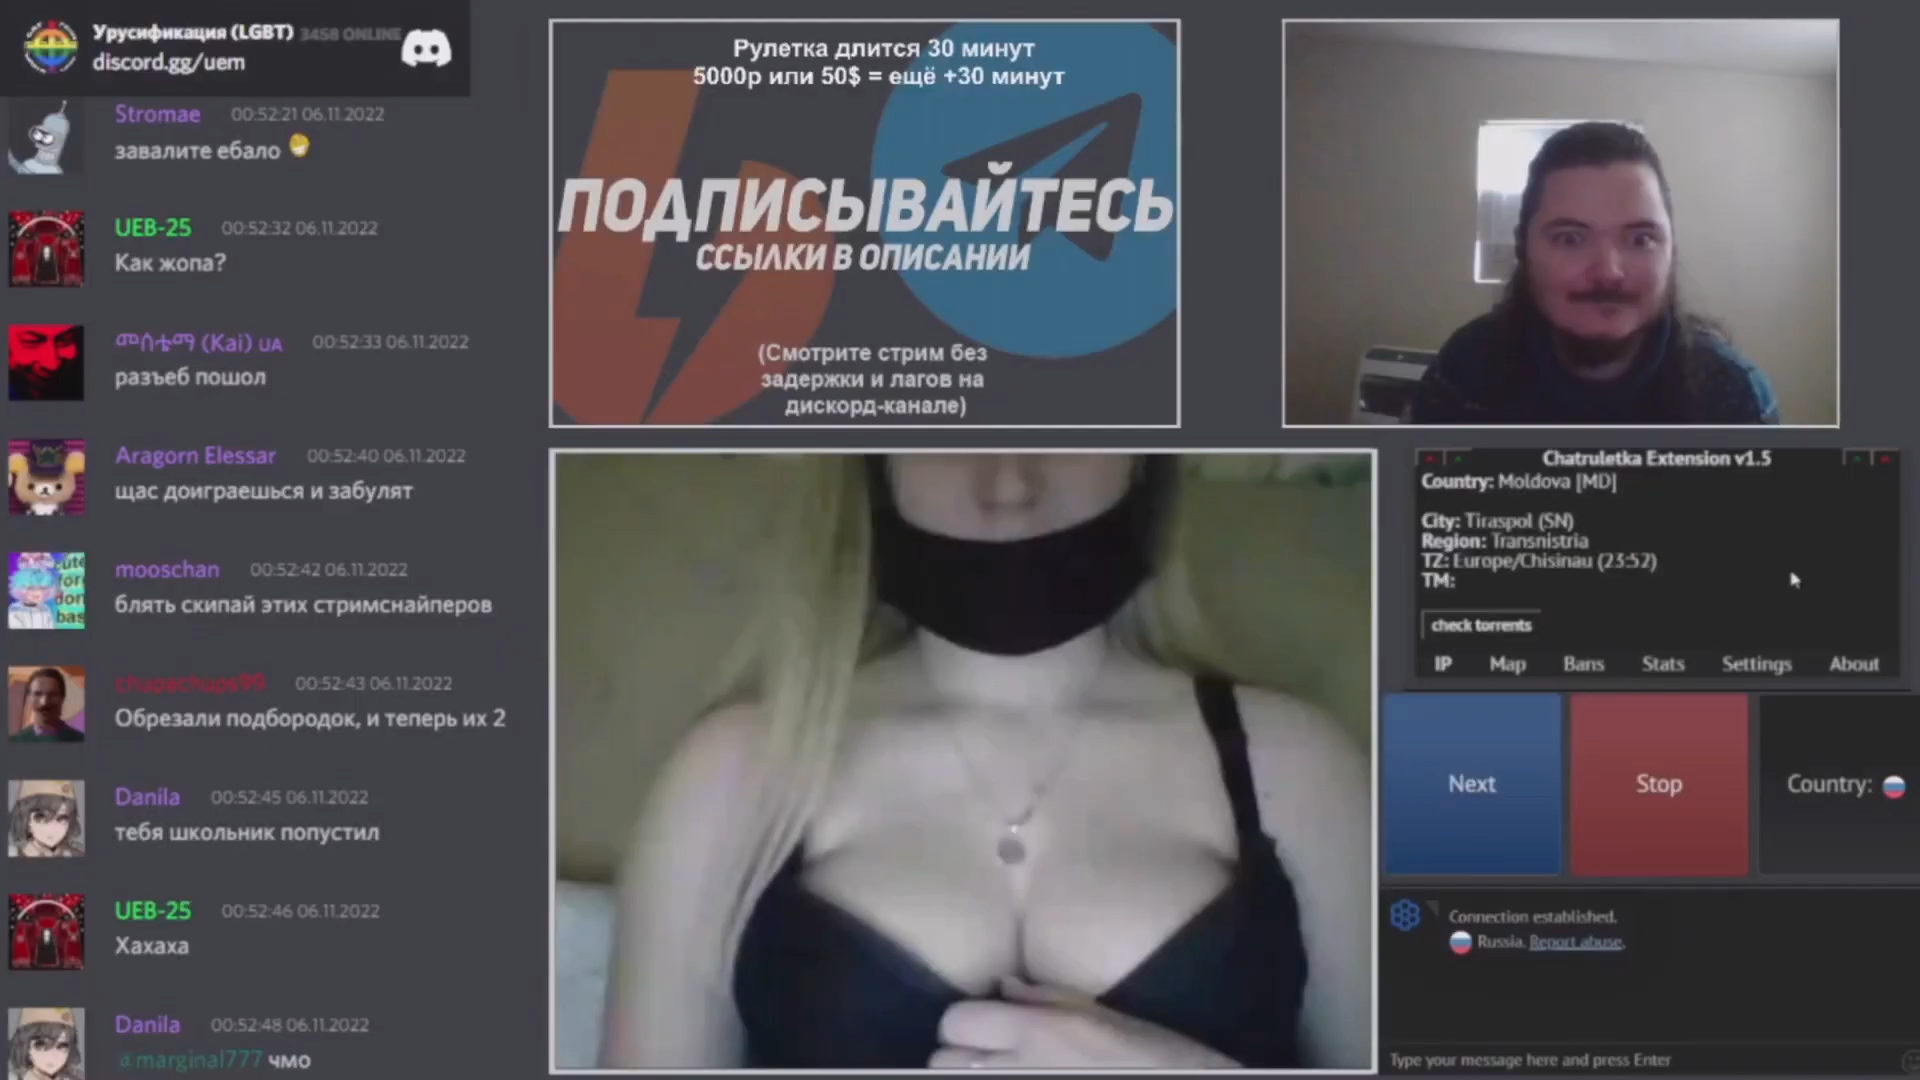 Урусификация (LGBT) 3458 ONLINE
discord.gg/uem
Stromae 00:52:21 06.11.2022
завалите ебало
UEB-25 00:52:32 06.11.2022
Как жопа?
(Kai) UA 00:52:33 06.11.2022
разъеб пошол
Aragorn Elessar 00:52:40 06.11.2022
щас доиграешься и забулят
mooschan 00:52:42 06.11.2022
блять скипай этих стримснайперов
chupachups99 00:52:43 06.11.2022
Обрезали подбородок, и теперь их 2
Danila 00:52:45 06.11.2022
тебя школьник попустил
UEB-25 00:52:46 06.11.2022
Хахаха
Danila 00:52:48 06.11.2022
marginal777 чмо
Рулетка длится 30 минут
5000р или 50$ = ещё +30 минут
ПОДПИСЫВАЙТЕСЬ
ССЫЛКИ В ОПИСАНИИ
(Смотрите стрим без
задержки и лагов на
дискорд-канале)
Chatruletka Extension v1.5
Country: Moldova [MD]
City: Tiraspol (SN)
Region: Transnistria
TZ: Europe/Chisinau (23:52)
TM:
check torrents
IP Map Bans Stats Settings About
Next Stop Country:
Connection established.
Russia. Report abuse.
Type your message here and press Enter